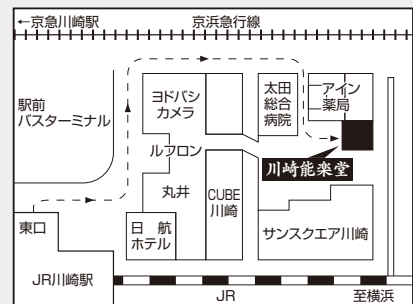 ←京急川崎駅
京浜急行線
駅前
バスターミナル
ヨドバシ
カメラ
ルフロン
丸井
太田
総合
病院
アイン
薬局
川崎能楽堂
CUBE
川崎
日航
ホテル
サンスクエア川崎
東口
JR川崎駅
JR
至横浜